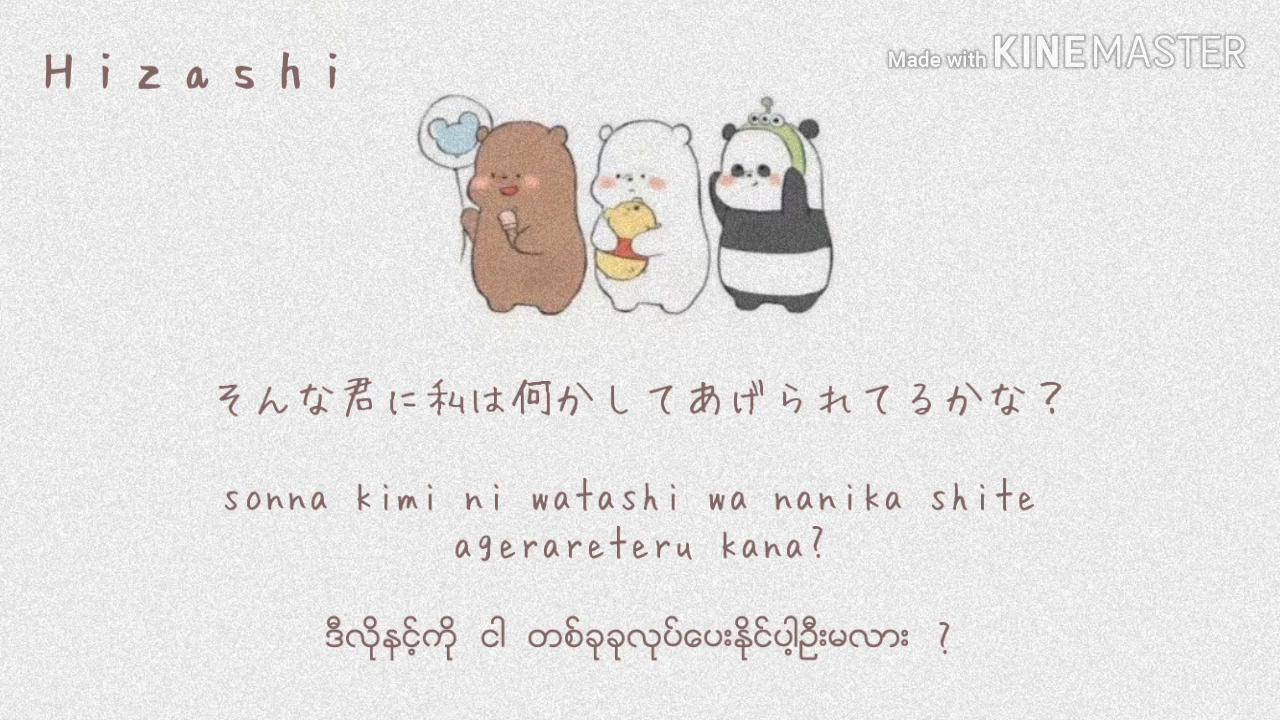 Hizashi
Made with KINEMASTER
そんな君に私は何かしてあげられてるかな？
sonna kimi ni watashi wa nanika shite
agerareteru kana?
ဒီလိုနင့်ကို ငါ တစ်ခုခုလုပ်ပေးနိုင်ပါ့ဦးမလား ?